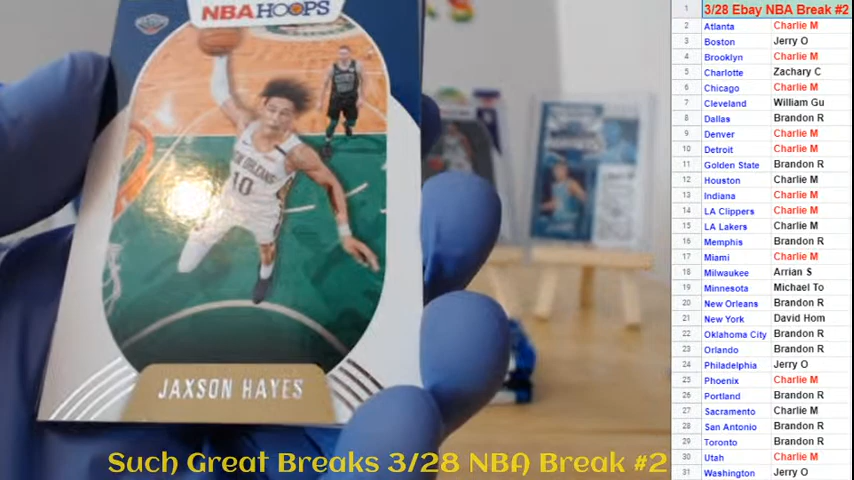 NBA HOOPS
NEW ORLEANS
10
JAXSON HAYES
Such Great Breaks 3/28 NBA Break #2
1 3/28 Ebay NBA Break #2
2 Atlanta Charlie M
3 Boston Jerry O
4 Brooklyn Charlie M
5 Charlotte Zachary C
6 Chicago Charlie M
7 Cleveland William Gu
8 Dallas Brandon R
9 Denver Charlie M
10 Detroit Charlie M
11 Golden State Brandon R
12 Houston Charlie M
13 Indiana Charlie M
14 LA Clippers Charlie M
15 LA Lakers Charlie M
16 Memphis Brandon R
17 Miami Charlie M
18 Milwaukee Arrian S
19 Minnesota Michael To
20 New Orleans Brandon R
21 New York David Hom
22 Oklahoma City Brandon R
23 Orlando Brandon R
24 Philadelphia Jerry O
25 Phoenix Charlie M
26 Portland Brandon R
27 Sacramento Charlie M
28 San Antonio Brandon R
29 Toronto Brandon R
30 Utah Charlie M
31 Washington Jerry O